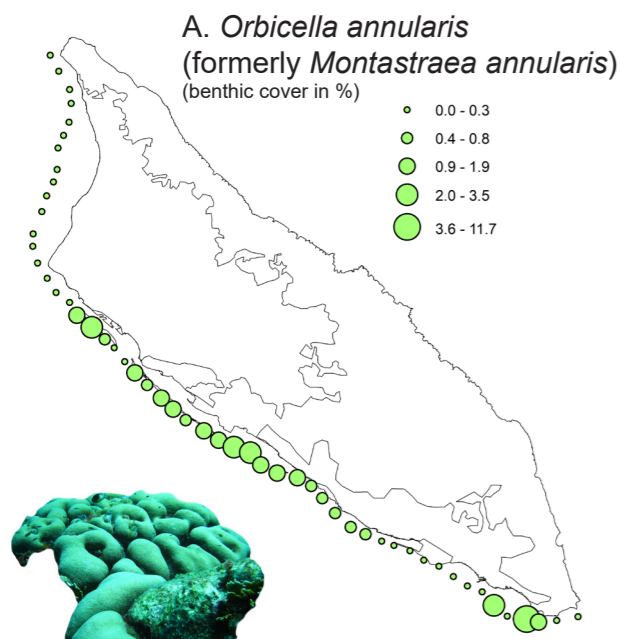 A. Orbicella annularis
(formerly Montastraea annularis)
(benthic cover in %)
0.0 - 0.3
0.4 - 0.8
0.9 - 1.9
2.0 - 3.5
3.6 - 11.7